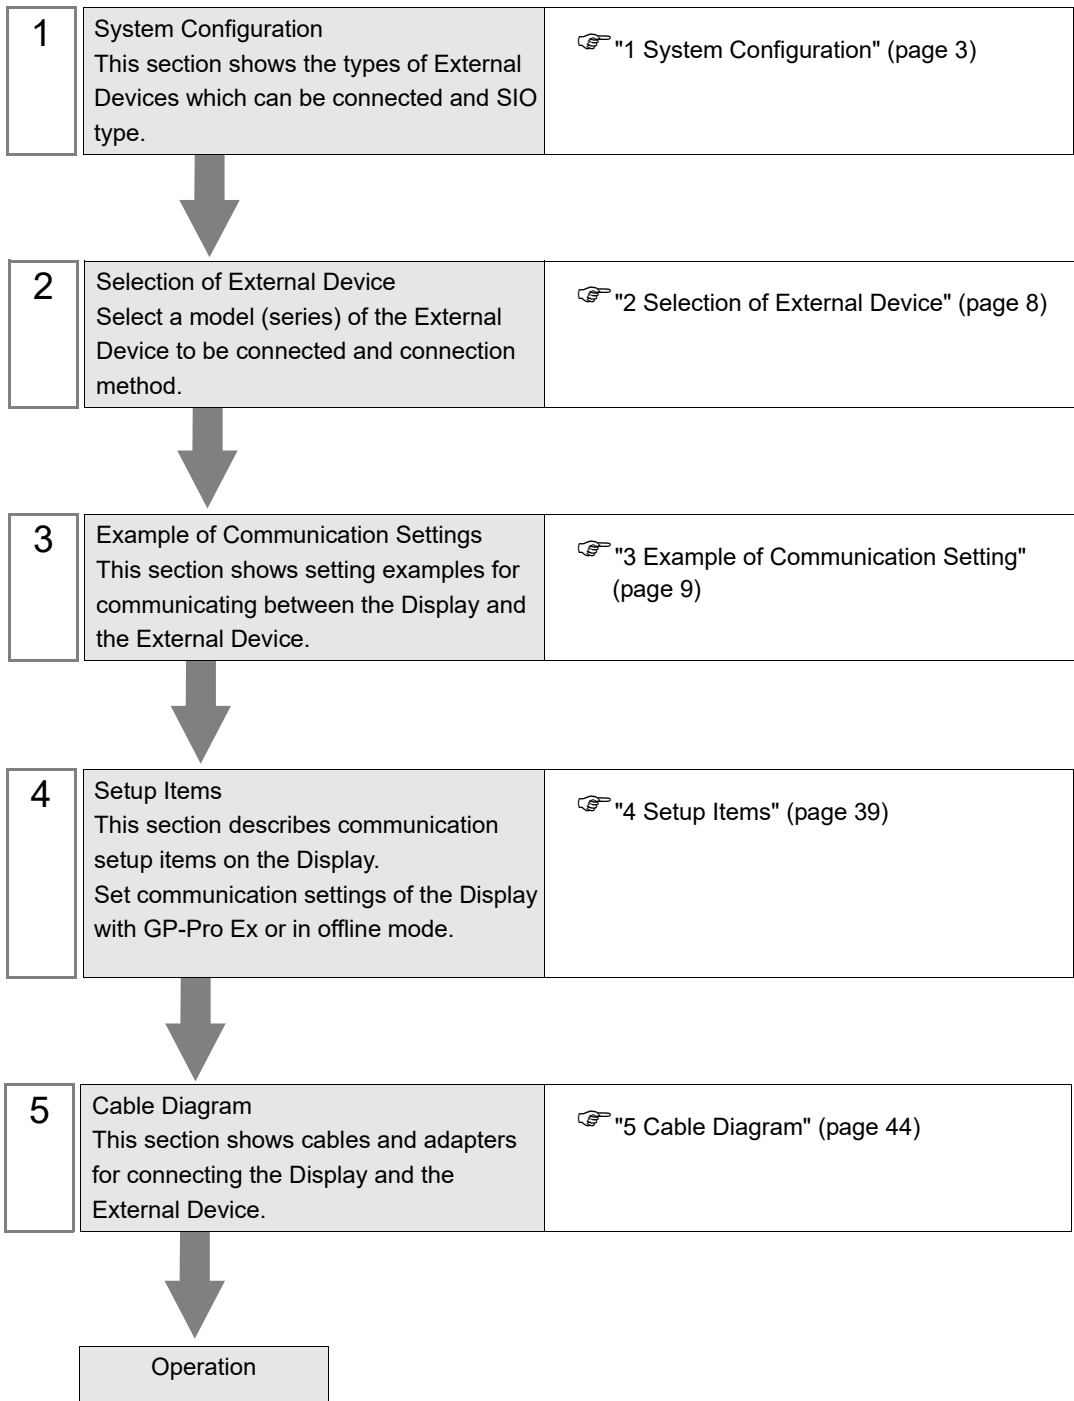 1
System Configuration
This section shows the types of External
Devices which can be connected and SIO
type.
"1 System Configuration" (page 3)
2
Selection of External Device
Select a model (series) of the External
Device to be connected and connection
method.
"2 Selection of External Device" (page 8)
3
Example of Communication Settings
This section shows setting examples for
communicating between the Display and
the External Device.
"3 Example of Communication Setting"
(page 9)
4
Setup Items
This section describes communication
setup items on the Display.
Set communication settings of the Display
with GP-Pro Ex or in offline mode.
"4 Setup Items" (page 39)
5
Cable Diagram
This section shows cables and adapters
for connecting the Display and the
External Device.
"5 Cable Diagram" (page 44)
Operation